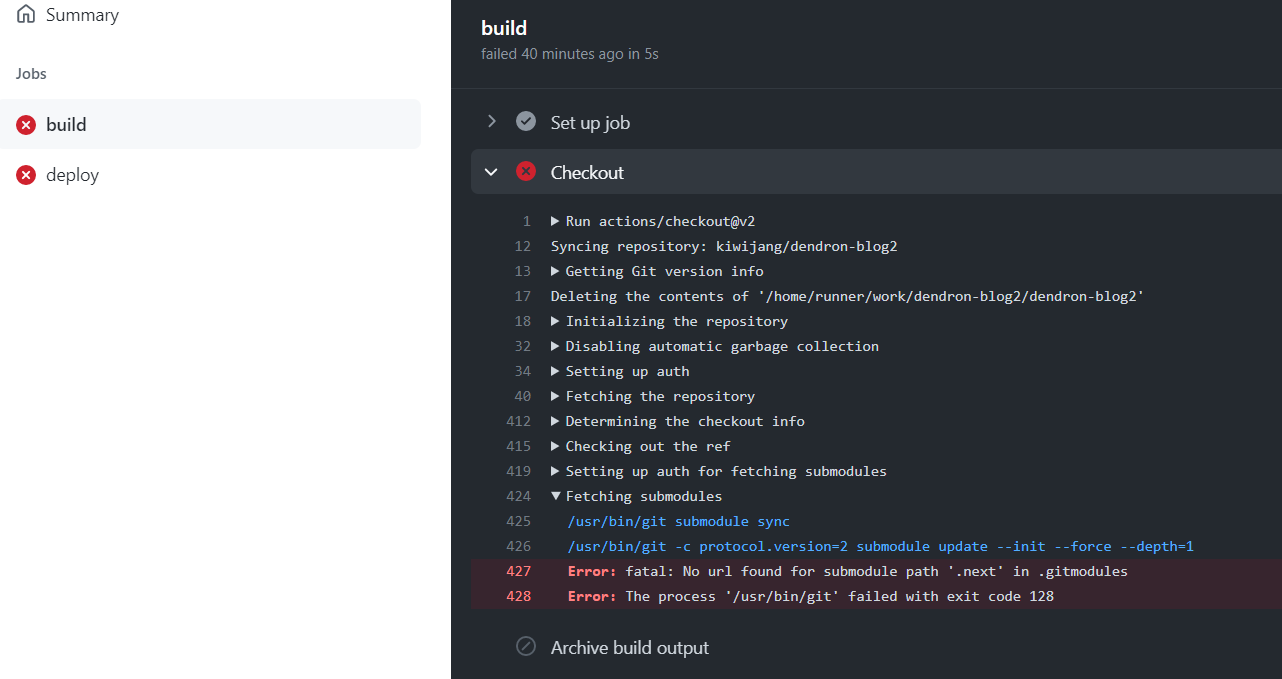 Summary
Jobs
build
deploy
build
failed 40 minutes ago in 5s
Set up job
Checkout
1 Run actions/checkout@v2
12 Syncing repository: kiwijang/dendron-blog2
13 Getting Git version info
17 Deleting the contents of '/home/runner/work/dendron-blog2/dendron-blog2'
18 Initializing the repository
32 Disabling automatic garbage collection
34 Setting up auth
40 Fetching the repository
412 Determining the checkout info
415 Checking out the ref
419 Setting up auth for fetching submodules
424 Fetching submodules
425 /usr/bin/git submodule sync
426 /usr/bin/git -c protocol.version=2 submodule update --init --force --depth=1
427 Error: fatal: No url found for submodule path '.next' in .gitmodules
428 Error: The process '/usr/bin/git' failed with exit code 128
Archive build output